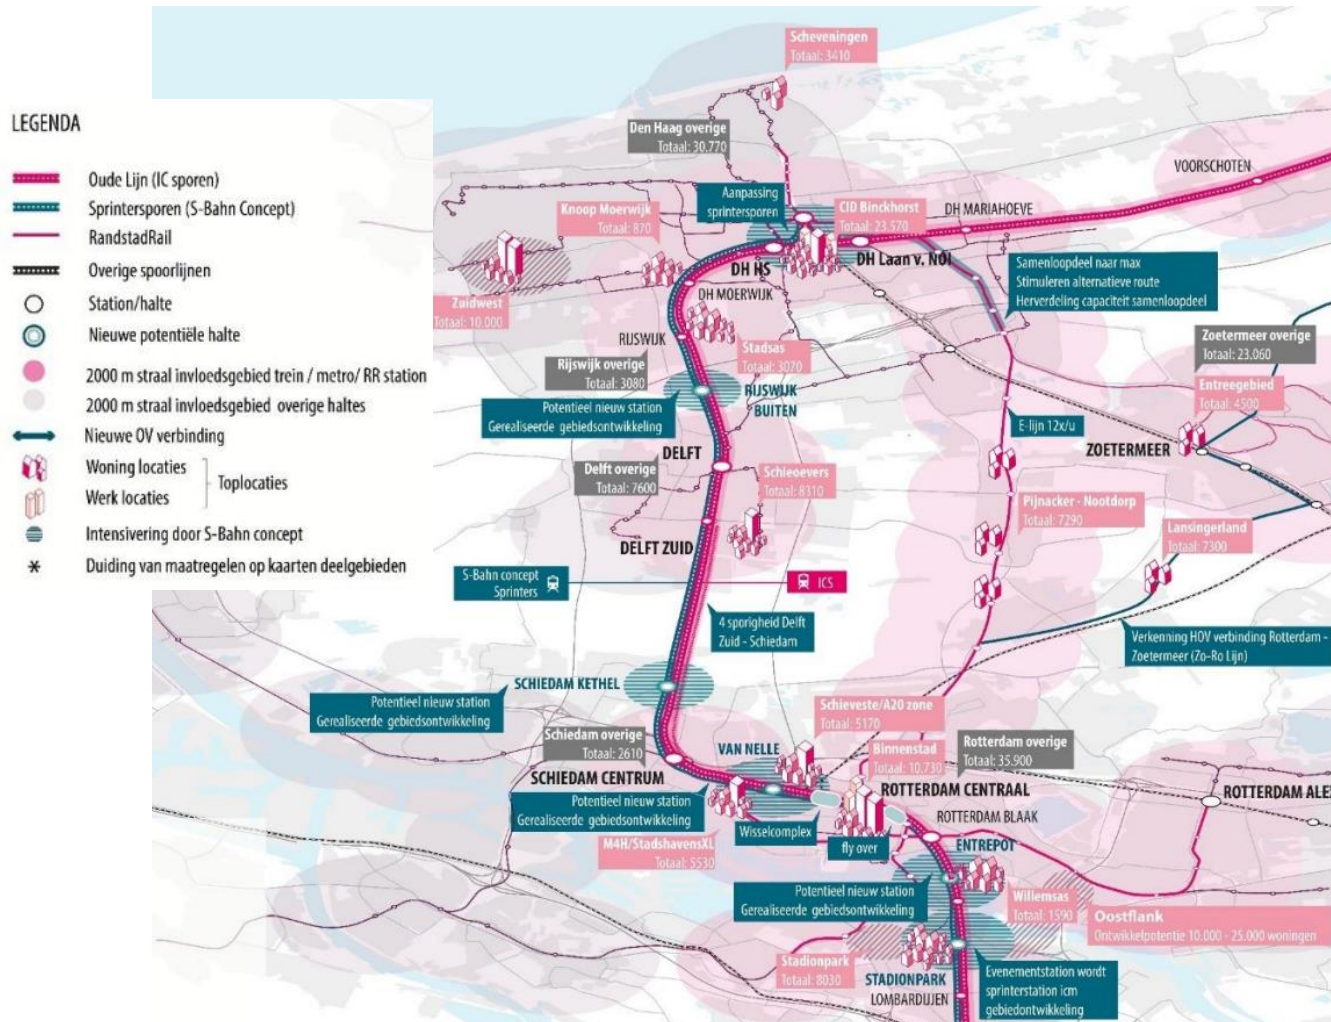 LEGENDA
Oude Lijn (IC sporen)
Sprintersporen (S-Bahn Concept)
RandstadRail
Overige spoorlijnen
Station/halte
Nieuwe potentiële halte
2000 m straal invloedsgebied trein / metro/ RR station
2000 m straal invloedsgebied overige haltes
Nieuwe OV verbinding
Woning locaties
Werk locaties
Toplocaties
Intensivering door S-Bahn concept
* Duiding van maatregelen op kaarten deelgebieden
Scheveningen
Totaal: 3410
Den Haag overige
Totaal: 30.770
VOORSCHOTEN
Aanpassing
sprintersporen
Knoop Moerwijk
Totaal: 870
CID Binckhorst
Totaal: 23.570
DH MARIAHOEVE
DH HS
DH Laan v. NOI
Samenloopdeel naar max
Stimuleren alternatieve route
Herverdeling capaciteit samenloopdeel
Zuidwest
Totaal: 10.000
DH MOERWIJK
RIJSWIJK
Stadsas
Totaal: 3070
Zoetermeer overige
Totaal: 23.060
Rijswijk overige
Totaal: 3080
Entreegebied
Totaal: 4500
RIJSWIJK
BUITEN
Potentieel nieuw station
Gerealiseerde gebiedsontwikkeling
E-lijn 12x/u
ZOETERMEER
DELFT
Delft overige
Totaal: 7600
Schieoevers
Totaal: 8310
Pijnacker - Nootdorp
Totaal: 7290
Lansingerland
Totaal: 7300
DELFT ZUID
S-Bahn concept
Sprinters
ICS
4 sporigheid Delft
Zuid - Schiedam
Verkenning HOV verbinding Rotterdam -
Zoetermeer (Zo-Ro Lijn)
SCHIEDAM KETHEL
Potentieel nieuw station
Gerealiseerde gebiedsontwikkeling
Schieveste/A20 zone
Totaal: 5170
Schiedam overige
Totaal: 2610
VAN NELLE
Binnenstad
Totaal: 10.730
Rotterdam overige
Totaal: 35.900
SCHIEDAM CENTRUM
ROTTERDAM CENTRAAL
ROTTERDAM ALEX
Potentieel nieuw station
Gerealiseerde gebiedsontwikkeling
Wisselcomplex
ROTTERDAM BLAAK
M4H/StadshavensXL
Totaal: 5530
fly over
ENTREPOT
Potentieel nieuw station
Gerealiseerde gebiedsontwikkeling
Willemsas
Totaal: 1590
Oostflank
Ontwikkelpotentie 10.000 - 25.000 woningen
Stadionpark
Totaal: 8030
STADIONPARK
LOMBARDIJEN
Evenementstation wordt
sprinterstation icm
gebiedontwikkeling